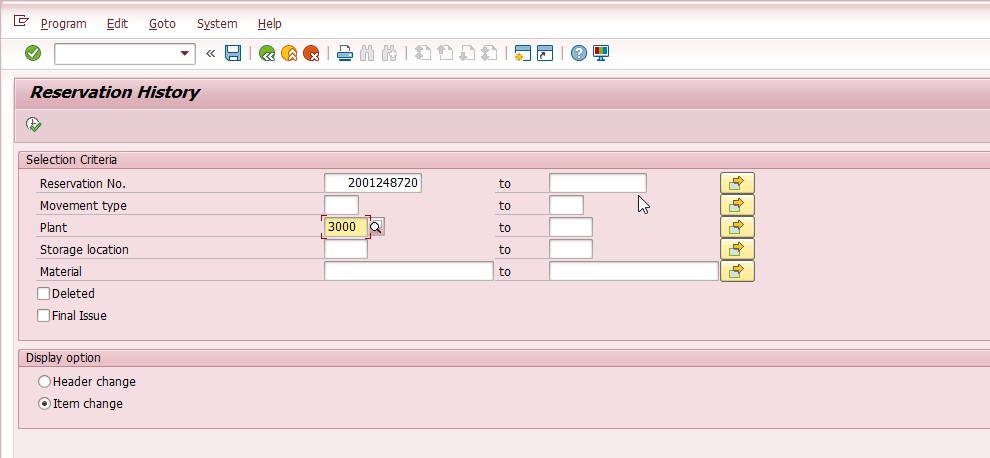 Program Edit Goto System Help
«
Reservation History
Selection Criteria
Reservation No. 2001248720 to
Movement type to
Plant 3000 to
Storage location to
Material to
Deleted
Final Issue
Display option
Header change
Item change